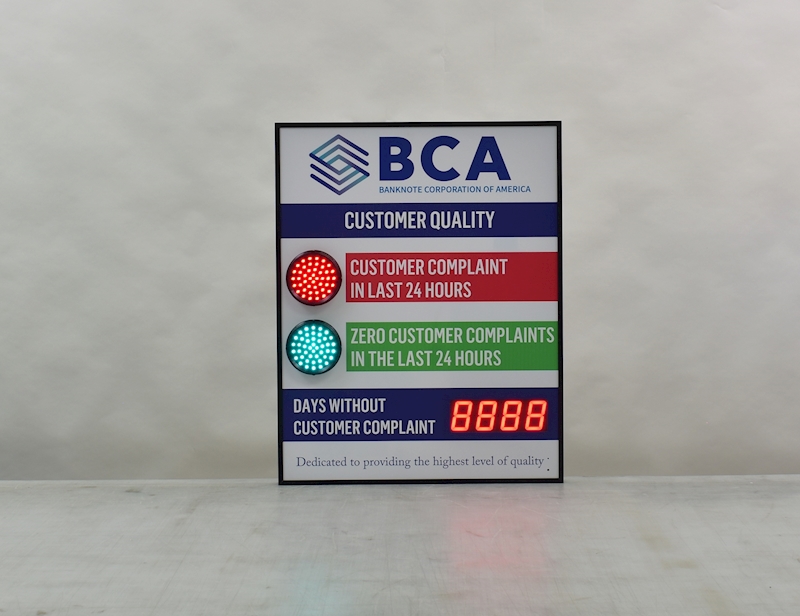 BCA
BANKNOTE CORPORATION OF AMERICA
CUSTOMER QUALITY
CUSTOMER COMPLAINT
IN LAST 24 HOURS
ZERO CUSTOMER COMPLAINTS
IN THE LAST 24 HOURS
DAYS WITHOUT
CUSTOMER COMPLAINT
8888
Dedicated to providing the highest level of quality